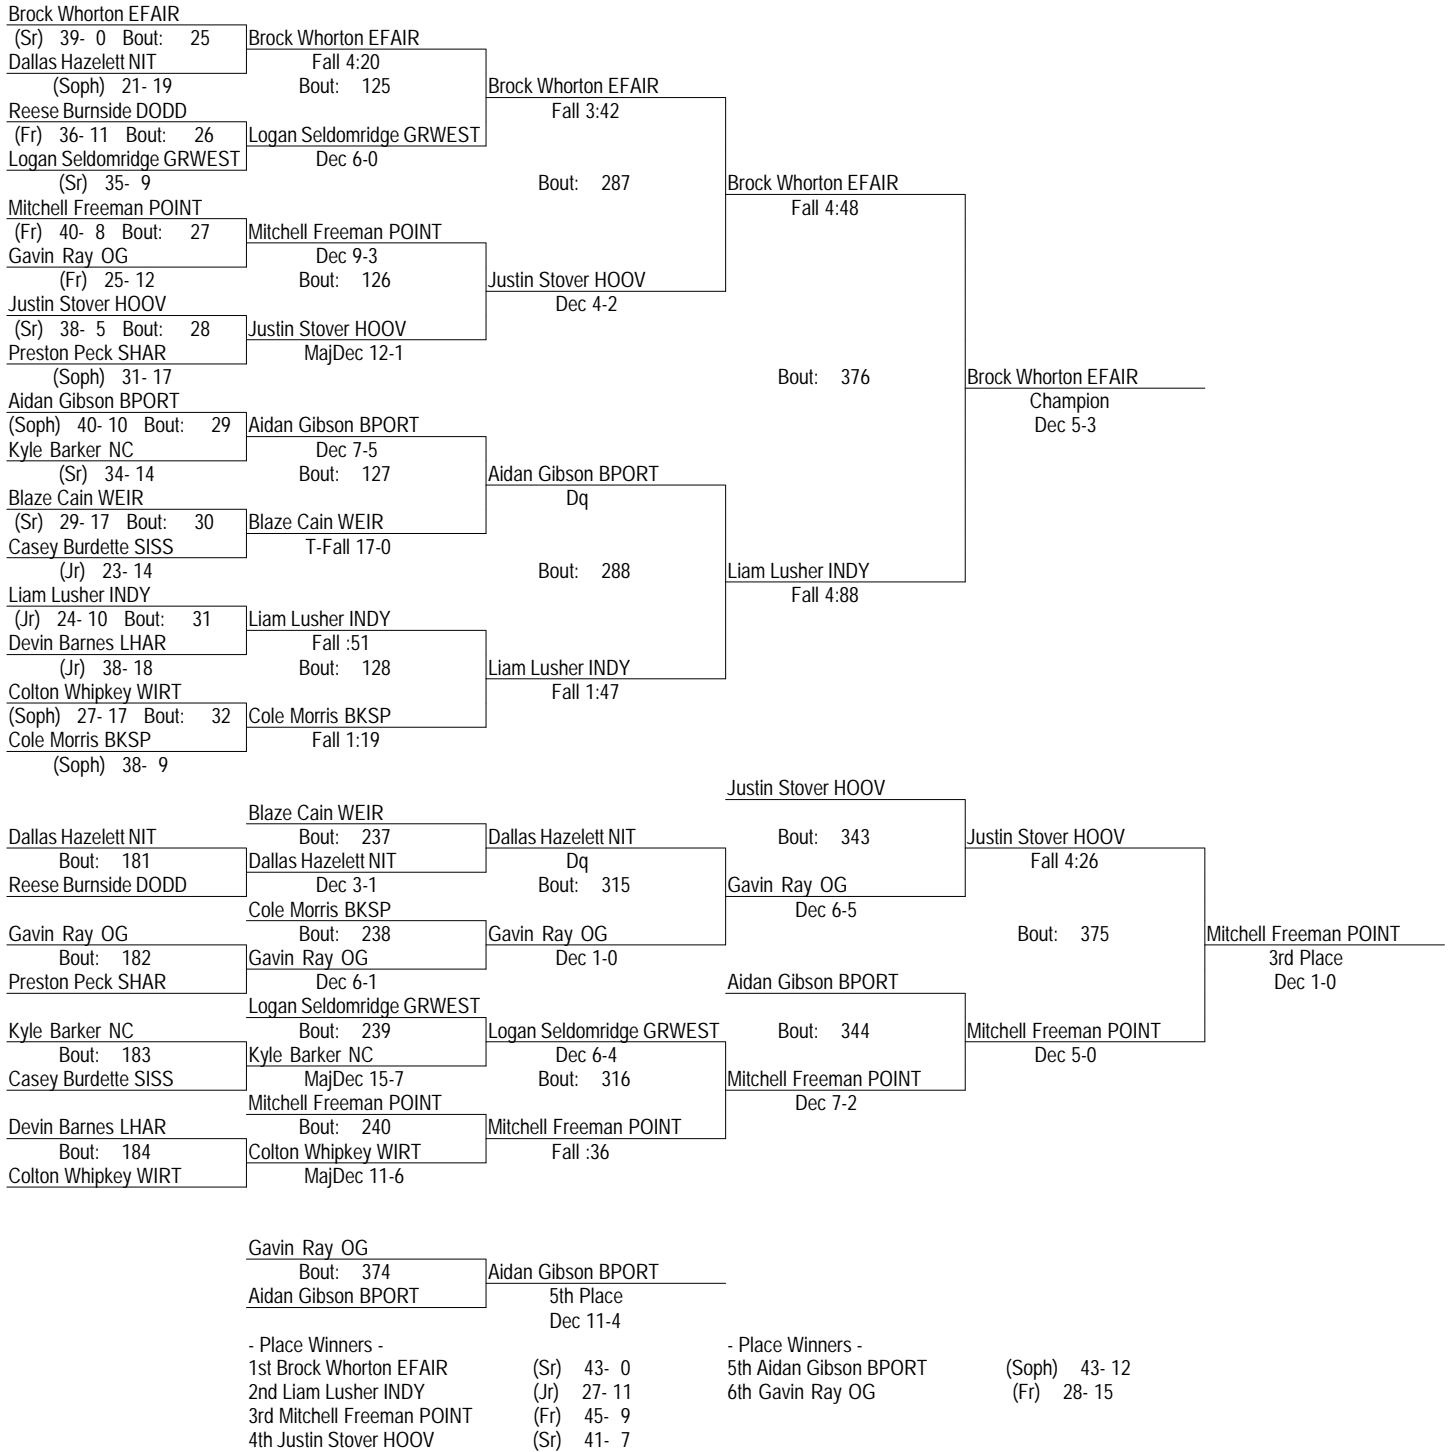 Brock Whorton EFAIR
(Sr) 39- 0 Bout: 25 Brock Whorton EFAIR
Dallas Hazelett NIT Fall 4:20
(Soph) 21- 19 Bout: 125 Brock Whorton EFAIR
Reese Burnside DODD Fall 3:42
(Fr) 36- 11 Bout: 26 Logan Seldomridge GRWEST
Logan Seldomridge GRWEST Dec 6-0
(Sr) 35- 9 Bout: 287 Brock Whorton EFAIR
Mitchell Freeman POINT Fall 4:48
(Fr) 40- 8 Bout: 27 Mitchell Freeman POINT
Gavin Ray OG Dec 9-3
(Fr) 25- 12 Bout: 126 Justin Stover HOOV
Justin Stover HOOV Dec 4-2
(Sr) 38- 5 Bout: 28 Justin Stover HOOV
Preston Peck SHAR MajDec 12-1
(Soph) 31- 17 Bout: 376 Brock Whorton EFAIR
Aidan Gibson BPORT Champion
(Soph) 40- 10 Bout: 29 Aidan Gibson BPORT Dec 5-3
Kyle Barker NC Dec 7-5
(Sr) 34- 14 Bout: 127 Aidan Gibson BPORT
Blaze Cain WEIR Dq
(Sr) 29- 17 Bout: 30 Blaze Cain WEIR
Casey Burdette SISS T-Fall 17-0
(Jr) 23- 14 Bout: 288 Liam Lusher INDY
Liam Lusher INDY Fall 4:88
(Jr) 24- 10 Bout: 31 Liam Lusher INDY
Devin Barnes LHAR Fall :51
(Jr) 38- 18 Bout: 128 Liam Lusher INDY
Colton Whipkey WIRT Fall 1:47
(Soph) 27- 17 Bout: 32 Cole Morris BKSP
Cole Morris BKSP Fall 1:19
(Soph) 38- 9
Justin Stover HOOV
Blaze Cain WEIR
Dallas Hazelett NIT Bout: 237 Dallas Hazelett NIT Bout: 343 Justin Stover HOOV
Bout: 181 Dallas Hazelett NIT Dq Fall 4:26
Reese Burnside DODD Dec 3-1 Bout: 315 Gavin Ray OG
Cole Morris BKSP Dec 6-5
Gavin Ray OG Bout: 238 Gavin Ray OG Bout: 375 Mitchell Freeman POINT
Bout: 182 Gavin Ray OG Dec 1-0 3rd Place
Preston Peck SHAR Dec 6-1 Aidan Gibson BPORT Dec 1-0
Logan Seldomridge GRWEST
Kyle Barker NC Bout: 239 Logan Seldomridge GRWEST Bout: 344 Mitchell Freeman POINT
Bout: 183 Kyle Barker NC Dec 6-4 Dec 5-0
Casey Burdette SISS MajDec 15-7 Bout: 316 Mitchell Freeman POINT
Mitchell Freeman POINT Dec 7-2
Devin Barnes LHAR Bout: 240 Mitchell Freeman POINT
Bout: 184 Colton Whipkey WIRT Fall :36
Colton Whipkey WIRT MajDec 11-6
Gavin Ray OG
Bout: 374 Aidan Gibson BPORT
Aidan Gibson BPORT 5th Place
Dec 11-4
- Place Winners - - Place Winners -
1st Brock Whorton EFAIR (Sr) 43- 0 5th Aidan Gibson BPORT (Soph) 43- 12
2nd Liam Lusher INDY (Jr) 27- 11 6th Gavin Ray OG (Fr) 28- 15
3rd Mitchell Freeman POINT (Fr) 45- 9
4th Justin Stover HOOV (Sr) 41- 7